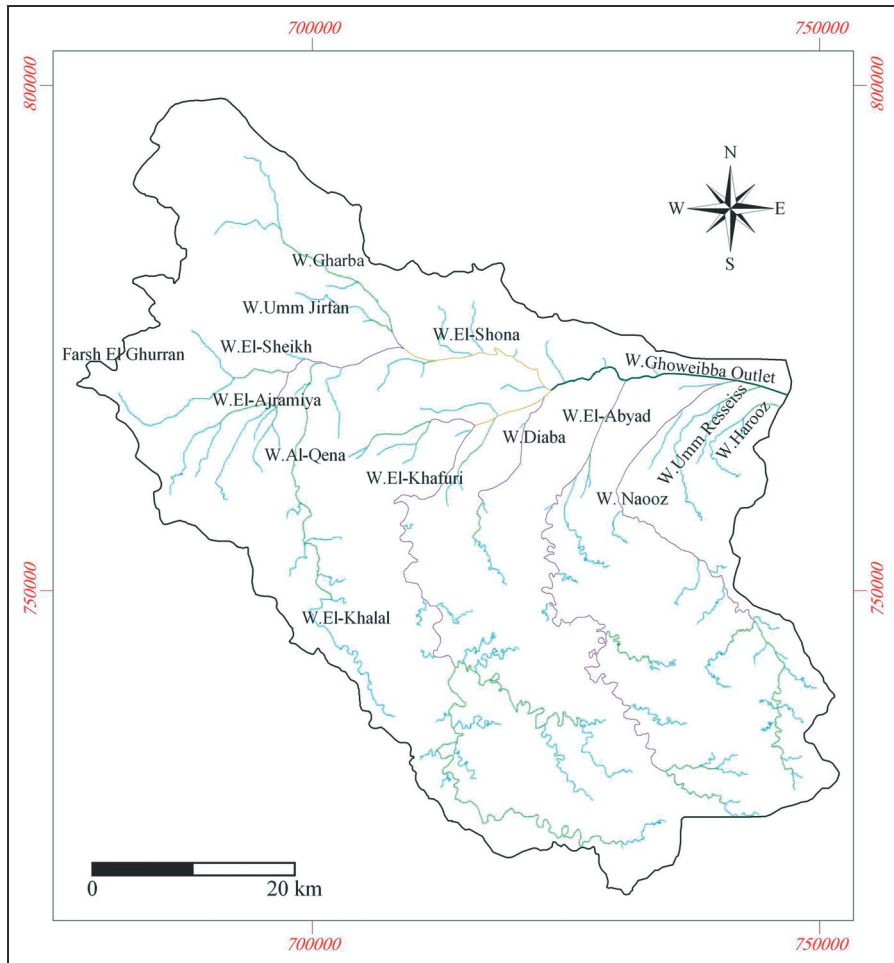 700000
750000
800000
800000
N
W
E
S
W.Gharba
W.Umm Jirfan
W.El-Shona
Farsh El Ghurran
W.El-Sheikh
W.Ghoweibba Outlet
W.El-Ajramiya
W.El-Abyad
W.Umm Resseiss
W.Harooz
W.Diaba
W.Al-Qena
W.El-Khafuri
W. Naooz
750000
750000
W.El-Khalal
0
20 km
700000
750000